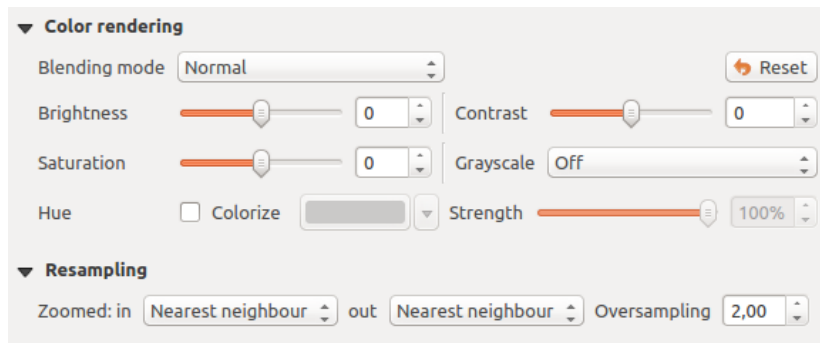 Color rendering
Blending mode Normal Reset
Brightness 0 Contrast 0
Saturation 0 Grayscale Off
Hue Colorize Strength 100%
Resampling
Zoomed: in Nearest neighbour out Nearest neighbour Oversampling 2,00